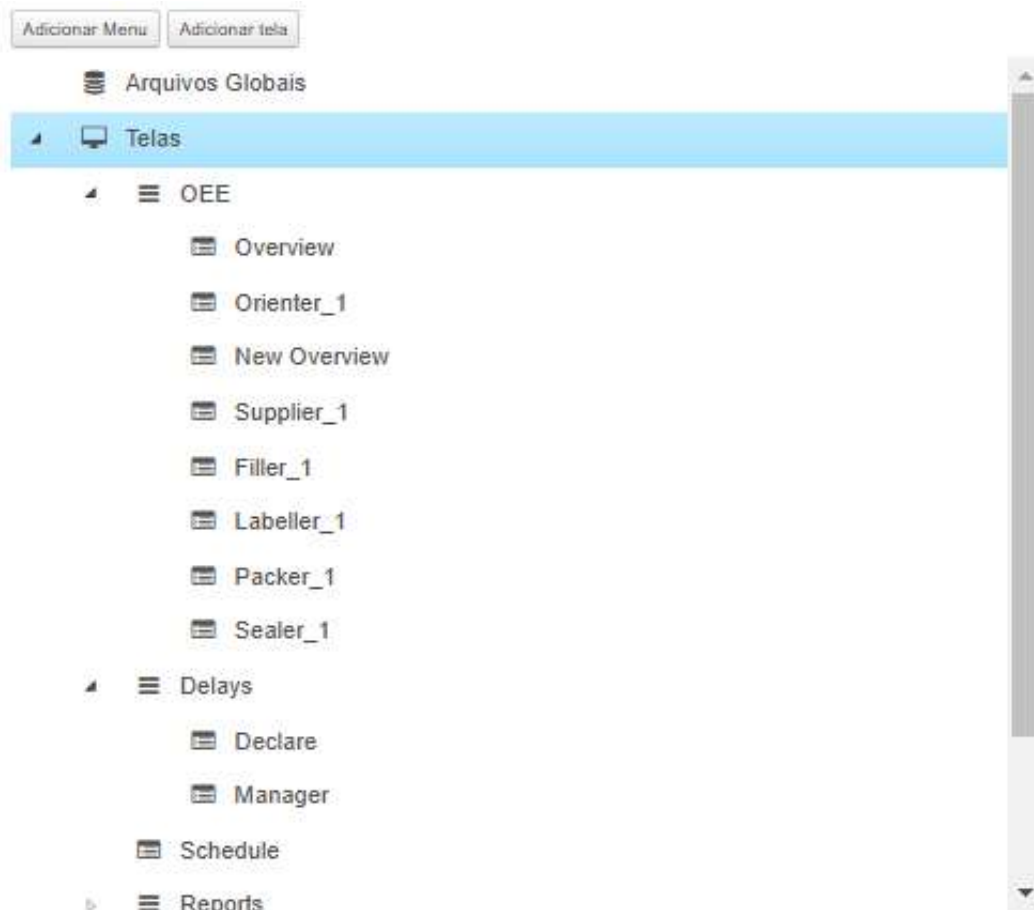 Adicionar Menu Adicionar tela
Arquivos Globais
Telas
OEE
Overview
Orienter_1
New Overview
Supplier_1
Filler_1
Labeller_1
Packer_1
Sealer_1
Delays
Declare
Manager
Schedule
Reports